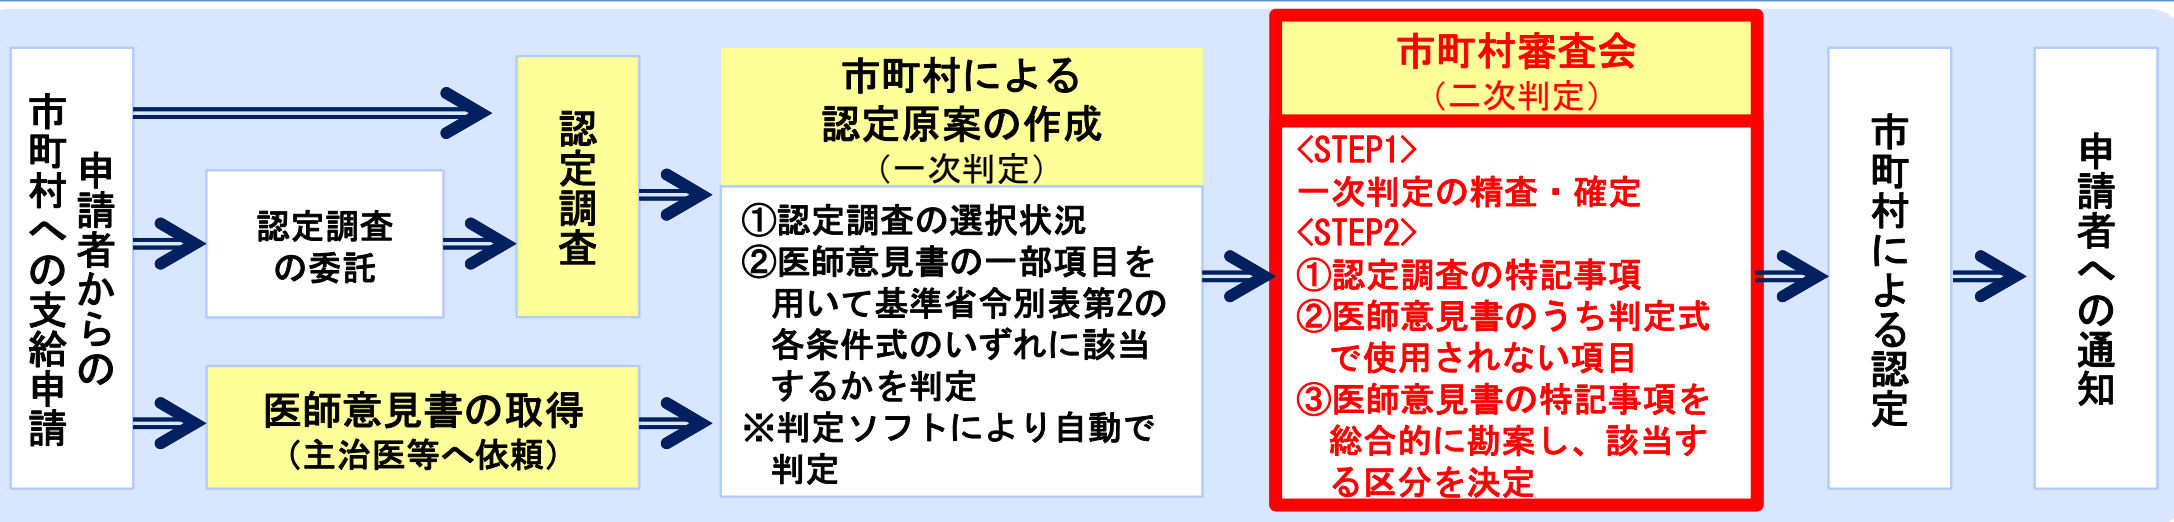 申請者からの
市町村への支給申請
認定調査
の委託
医師意見書の取得
（主治医等へ依頼）
認定調査
市町村による
認定原案の作成
（一次判定）
①認定調査の選択状況
②医師意見書の一部項目を
用いて基準省令別表第2の
各条件式のいずれに該当
するかを判定
※判定ソフトにより自動で
判定
市町村審査会
（二次判定）
<STEP1>
一次判定の精査・確定
<STEP2>
①認定調査の特記事項
②医師意見書のうち判定式
で使用されない項目
③医師意見書の特記事項を
総合的に勘案し、該当す
る区分を決定
市町村による認定
申請者への通知